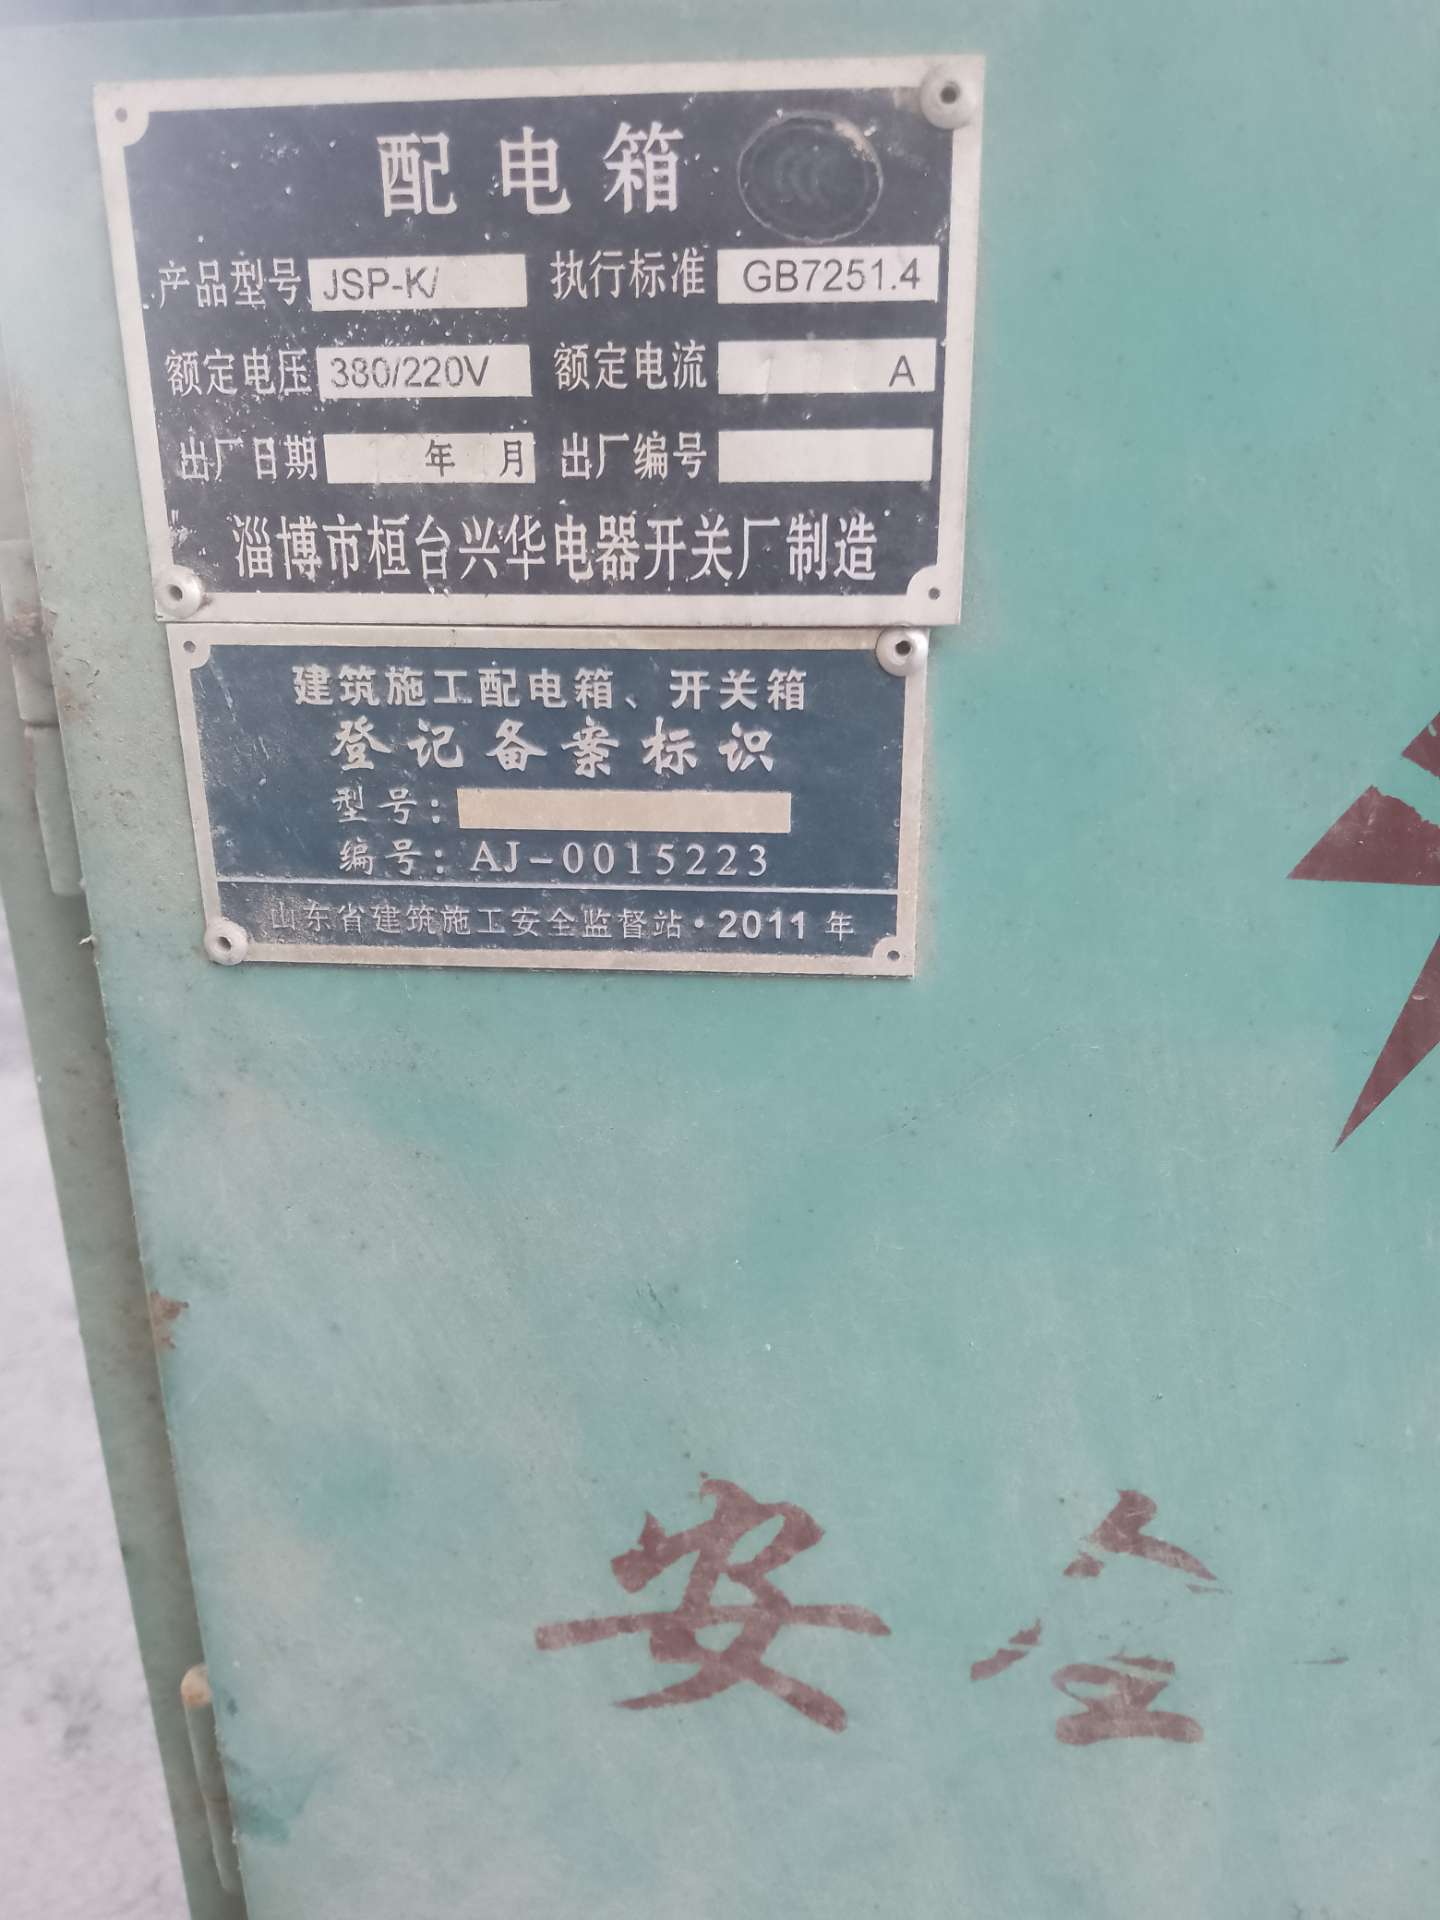 配电箱
产品型号 JSP-K/ 执行标准 GB7251.4
额定电压 380/220V 额定电流 A
出厂日期 年 月 出厂编号
淄博市桓台兴华电器开关厂制造
建筑施工配电箱、开关箱
登记备案标识
型号：
编号：AJ-0015223
山东省建筑施工安全监督站·2011年
安全